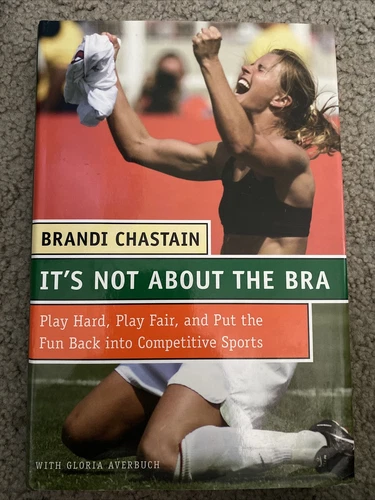 BRANDI CHASTAIN
IT'S NOT ABOUT THE BRA
Play Hard, Play Fair, and Put the
Fun Back into Competitive Sports
WITH GLORIA AVERBUCH